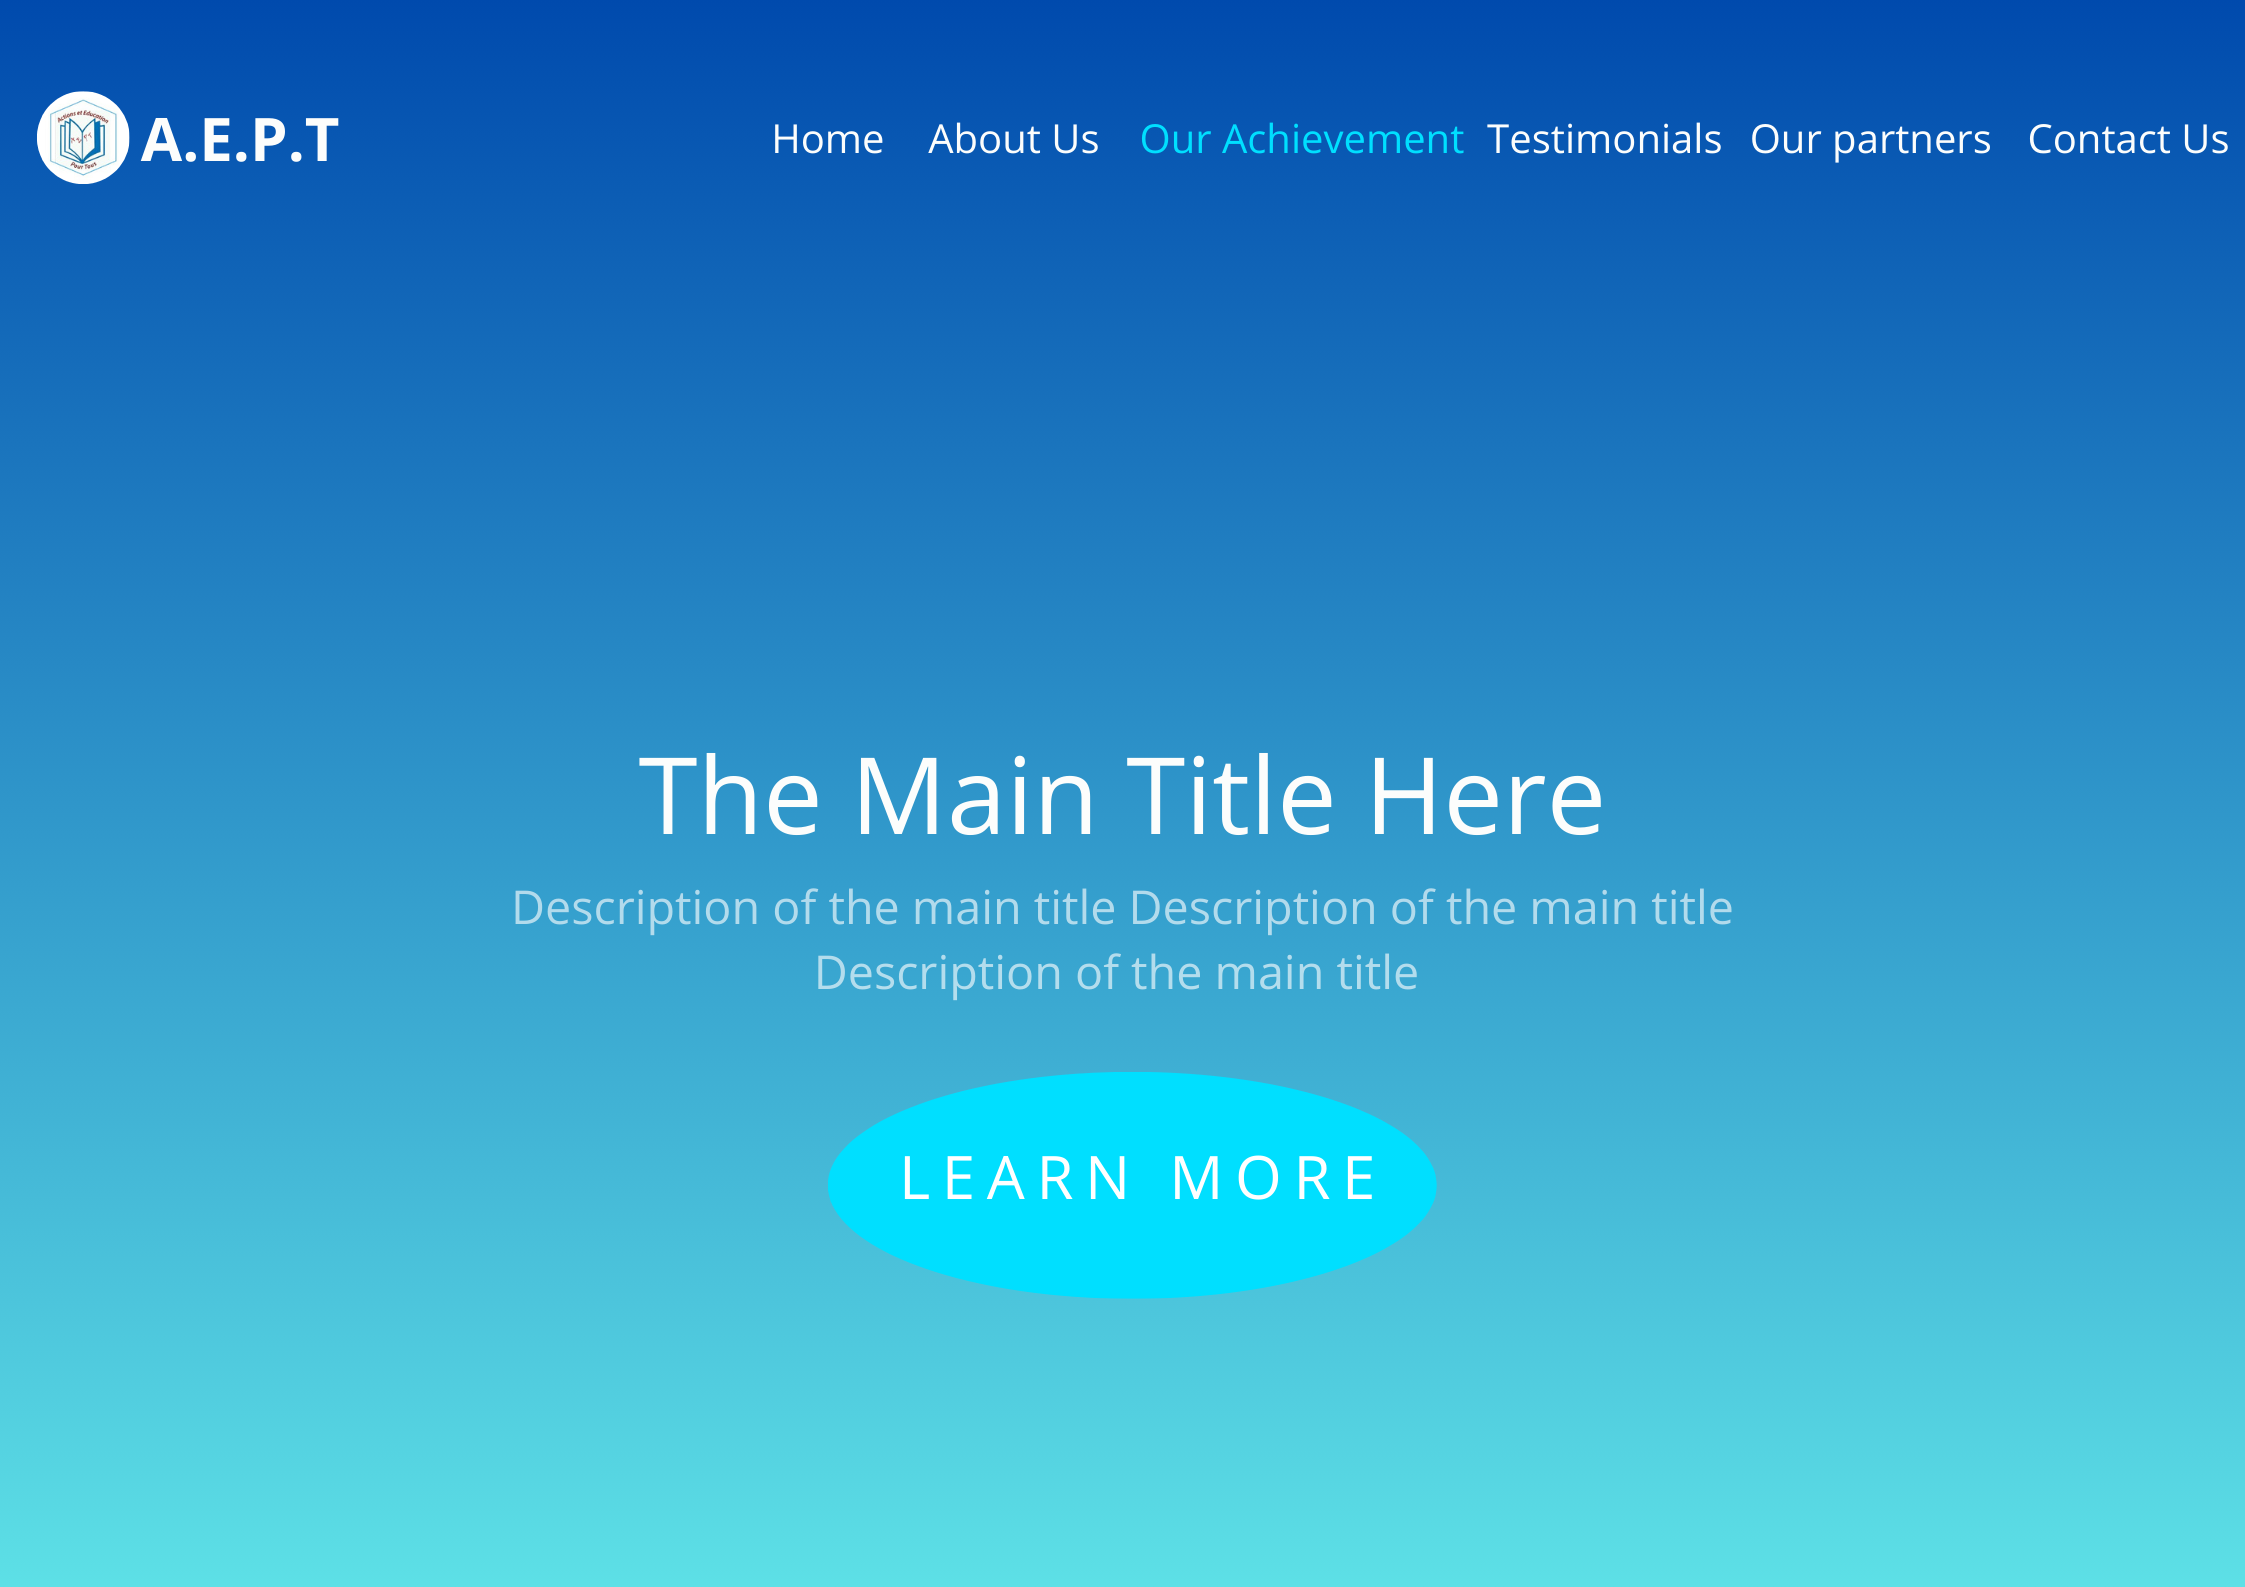 Actions et Education
Pour Tous
A.E.P.T
Home About Us Our Achievement Testimonials Our partners Contact Us
The Main Title Here
Description of the main title Description of the main title
Description of the main title
LEARN MORE